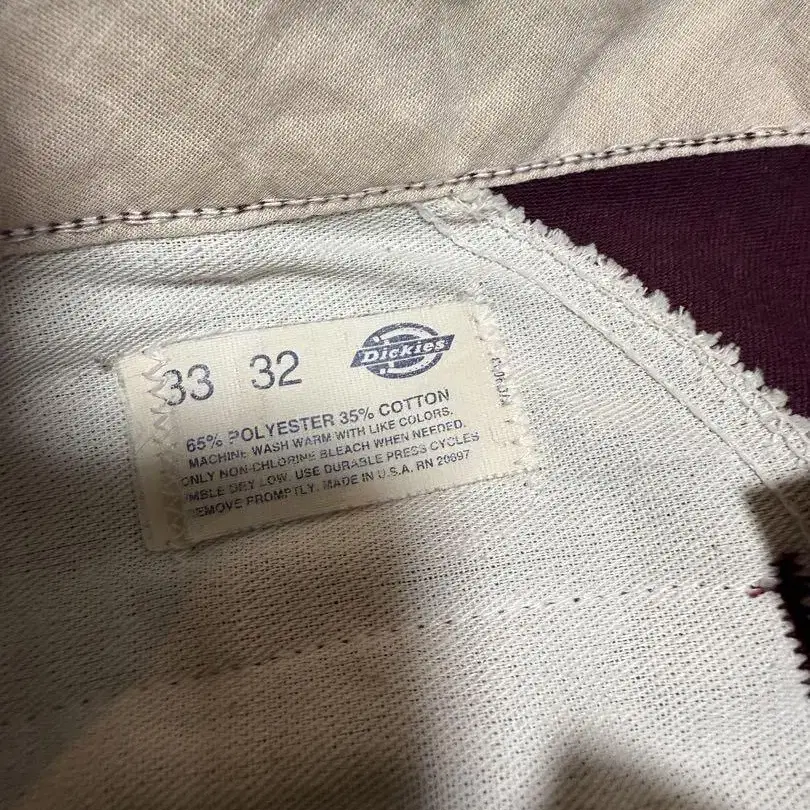 33 32 Dickies
65% POLYESTER 35% COTTON
MACHINE WASH WARM WITH LIKE COLORS.
ONLY NON-CHLORINE BLEACH WHEN NEEDED.
MBLE DRY LOW. USE DURABLE PRESS CYCLES
REMOVE PROMPTLY. MADE IN U.S.A. RN 20697